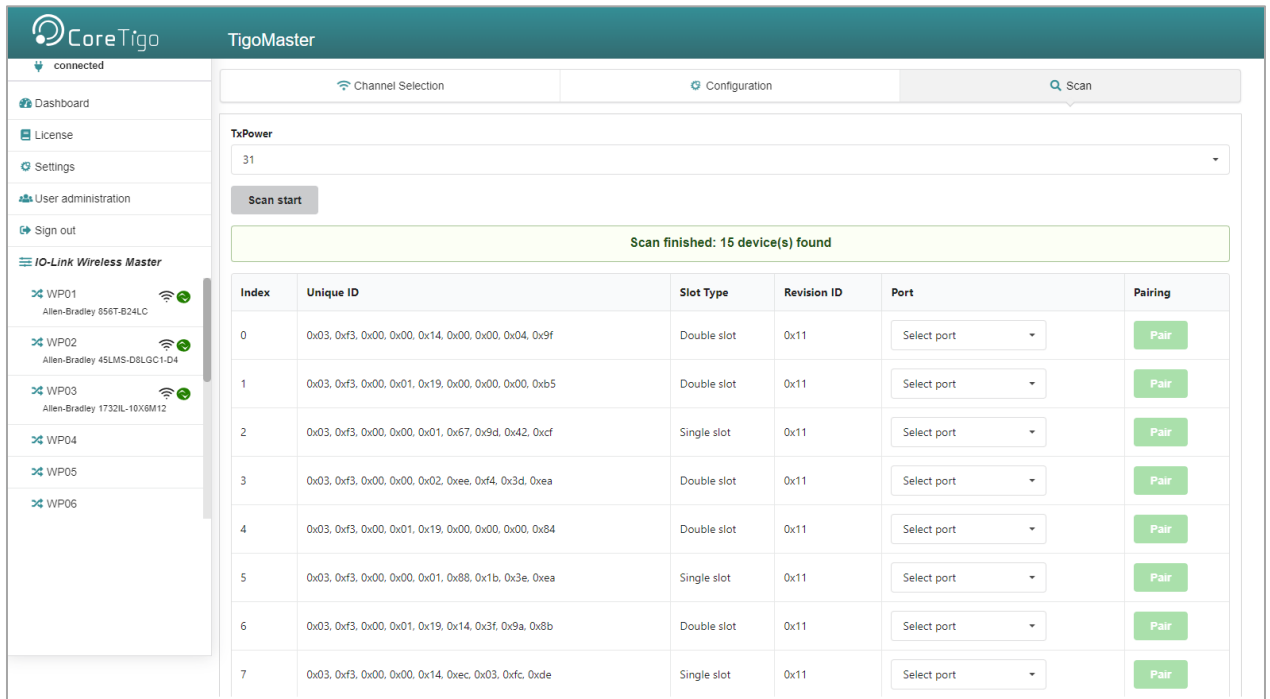 CoreTigo
TigoMaster
connected
Dashboard
License
Settings
User administration
Sign out
IO-Link Wireless Master
WP01
Allen-Bradley 856T-B24LC
WP02
Allen-Bradley 45LMS-D8LGC1-D4
WP03
Allen-Bradley 1732IL-10X6M12
WP04
WP05
WP06
Channel Selection Configuration Scan
TxPower
31
Scan start
Scan finished: 15 device(s) found
Index Unique ID Slot Type Revision ID Port Pairing
0 0x03, 0xf3, 0x00, 0x00, 0x14, 0x00, 0x00, 0x04, 0x9f Double slot 0x11 Select port Pair
1 0x03, 0xf3, 0x00, 0x01, 0x19, 0x00, 0x00, 0x00, 0xb5 Double slot 0x11 Select port Pair
2 0x03, 0xf3, 0x00, 0x00, 0x01, 0x67, 0x9d, 0x42, 0xcf Single slot 0x11 Select port Pair
3 0x03, 0xf3, 0x00, 0x00, 0x02, 0xee, 0xf4, 0x3d, 0xea Double slot 0x11 Select port Pair
4 0x03, 0xf3, 0x00, 0x01, 0x19, 0x00, 0x00, 0x00, 0x84 Double slot 0x11 Select port Pair
5 0x03, 0xf3, 0x00, 0x00, 0x01, 0x88, 0x1b, 0x3e, 0xea Single slot 0x11 Select port Pair
6 0x03, 0xf3, 0x00, 0x01, 0x19, 0x14, 0x3f, 0x9a, 0x8b Double slot 0x11 Select port Pair
7 0x03, 0xf3, 0x00, 0x00, 0x14, 0xec, 0x03, 0xfc, 0xde Single slot 0x11 Select port Pair